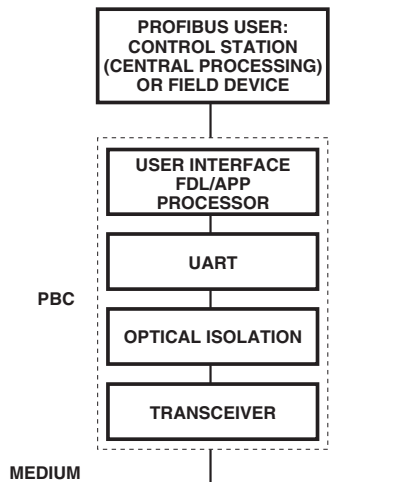 PROFIBUS USER:
CONTROL STATION
(CENTRAL PROCESSING)
OR FIELD DEVICE
USER INTERFACE
FDL/APP
PROCESSOR
UART
PBC
OPTICAL ISOLATION
TRANSCEIVER
MEDIUM